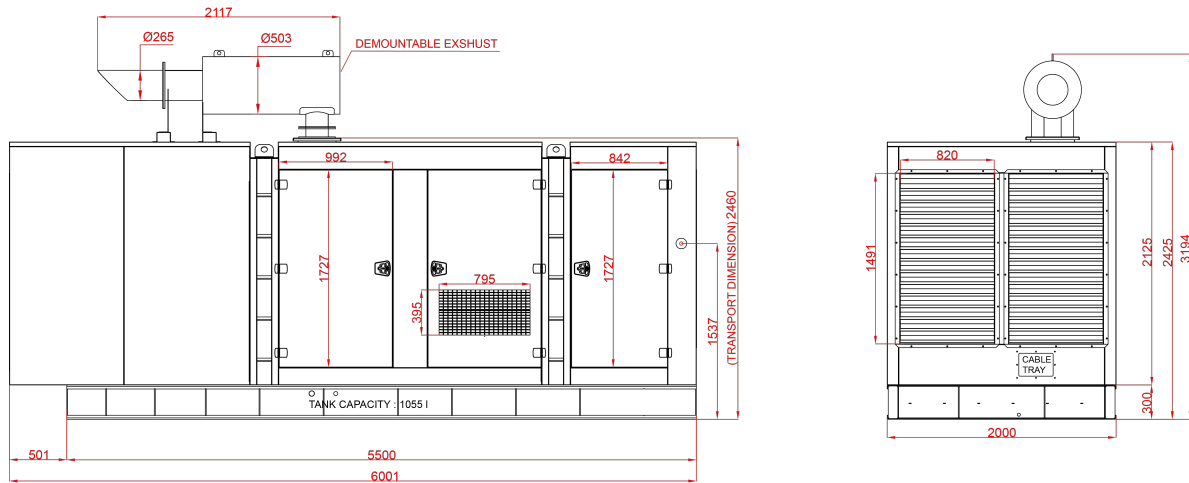 2117
Ø265
Ø503
DEMOUNTABLE EXSHUST
992
842
1727
1727
795
395
1537
(TRANSPORT DIMENSION) 2460
TANK CAPACITY : 1055 l
501
5500
6001
820
1491
2125
2425
3194
CABLE
TRAY
300
2000